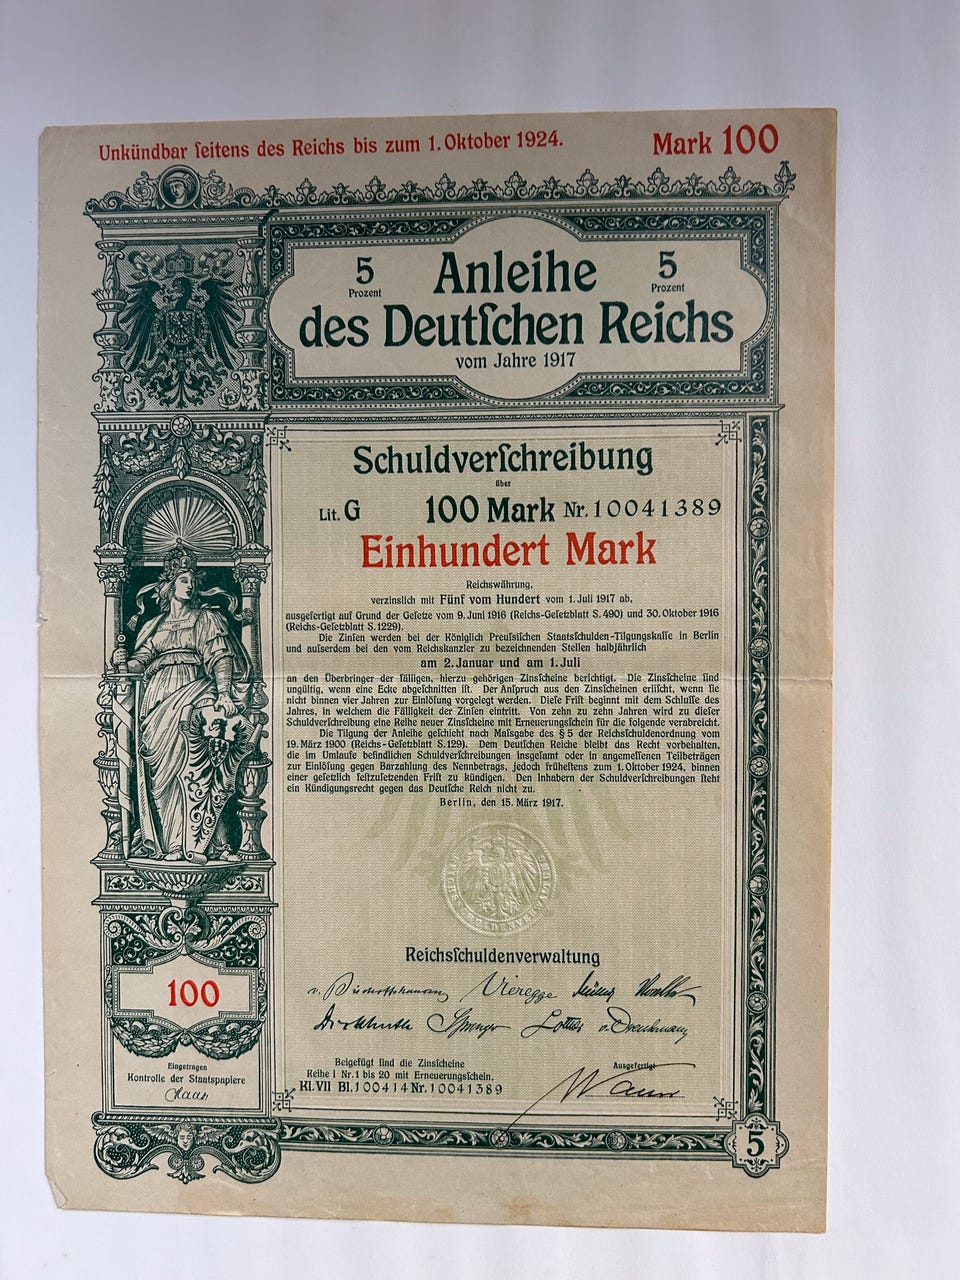 Unkündbar ſeitens des Reichs bis zum 1. Oktober 1924.
Mark 100
5 Prozent
Anleihe
5 Prozent
des Deutſchen Reichs
vom Jahre 1917
Schuldverſchreibung
über
Lit. G 100 Mark Nr. 10041389
Einhundert Mark
Reichswährung,
verzinslich mit Fünf vom Hundert vom 1. Juli 1917 ab,
ausgefertigt auf Grund der Geſetze vom 9. Juni 1916 (Reichs-Geſetzblatt S. 490) und 30. Oktober 1916
(Reichs-Geſetzblatt S. 1229).
Die Zinſen werden bei der Königlich Preuſsiſchen Staatsſchulden-Tilgungskaſſe in Berlin
und auſserdem bei den vom Reichskanzler zu bezeichnenden Stellen halbjährlich
am 2. Januar und am 1. Juli
an den Überbringer der fälligen, hierzu gehörigen Zinsſcheine berichtigt. Die Zinsſcheine ſind
ungültig, wenn eine Ecke abgeſchnitten iſt. Der Anſpruch aus den Zinsſcheinen erliſcht, wenn ſie
nicht binnen vier Jahren zur Einlöſung vorgelegt werden. Dieſe Friſt beginnt mit dem Schluſſe des
Jahres, in welchem die Fälligkeit der Zinſen eintritt. Von zehn zu zehn Jahren wird zu dieſer
Schuldverſchreibung eine Reihe neuer Zinsſcheine mit Erneuerungsſchein für die folgende verabreicht.
Die Tilgung der Anleihe geſchieht nach Maſsgabe des § 5 der Reichsſchuldenordnung vom
19. März 1900 (Reichs-Geſetzblatt S. 129). Dem Deutſchen Reiche bleibt das Recht vorbehalten,
die im Umlaufe befindlichen Schuldverſchreibungen insgeſamt oder in angemeſſenen Teilbeträgen
zur Einlöſung gegen Barzahlung des Nennbetrags, jedoch früheſtens zum 1. Oktober 1924, binnen
einer geſetzlich feſtzuſetzenden Friſt zu kündigen. Den Inhabern der Schuldverſchreibungen ſteht
ein Kündigungsrecht gegen das Deutſche Reich nicht zu.
Berlin, den 15. März 1917.
Reichsſchuldenverwaltung
v. Bischoffshausen Vieregge Müller
Dickhuth Springer Lottner
100
Eingetragen
Kontrolle der Staatspapiere
Beigefügt ſind die Zinsſcheine
Reihe I Nr. 1 bis 20 mit Erneuerungsſchein.
Kl. VII Bl. 100414 Nr. 10041389
Ausgefertigt
5